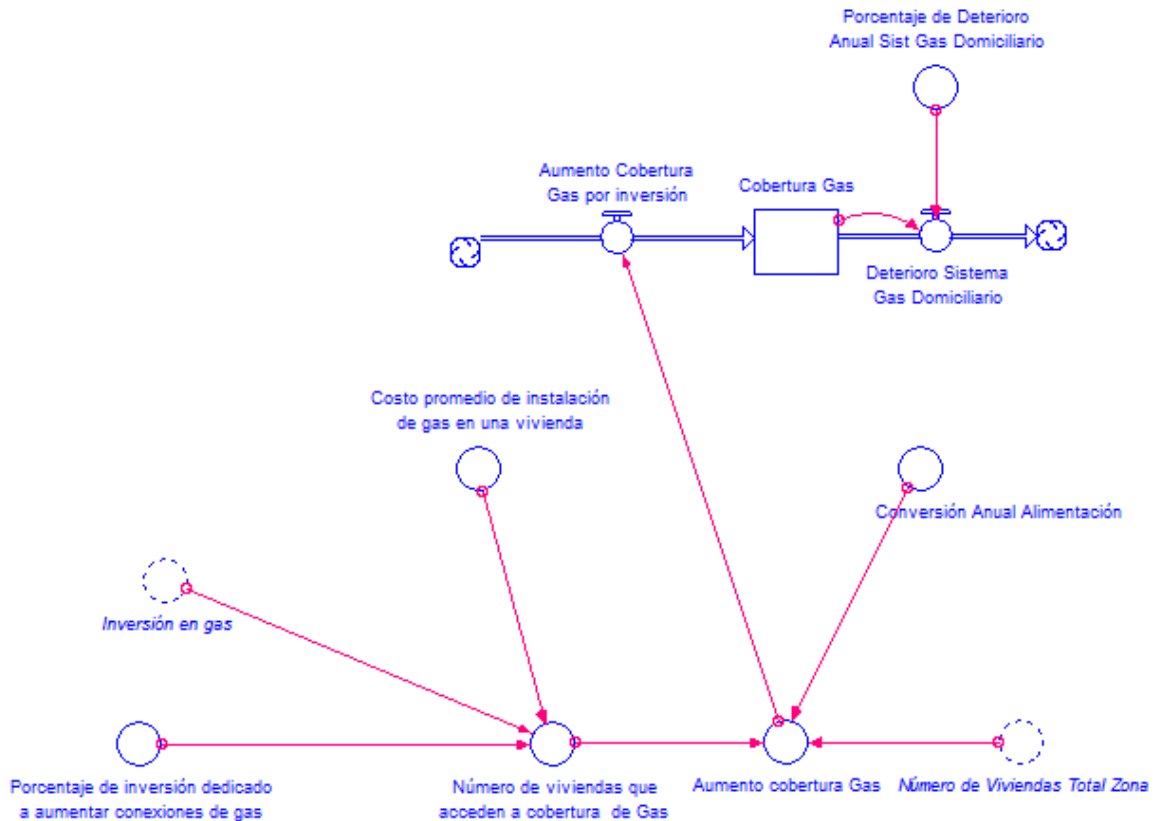 Porcentaje de Deterioro
Anual Sist Gas Domiciliario
Aumento Cobertura
Gas por inversión
Cobertura Gas
Deterioro Sistema
Gas Domiciliario
Costo promedio de instalación
de gas en una vivienda
Conversión Anual Alimentación
Inversión en gas
Porcentaje de inversión dedicado
a aumentar conexiones de gas
Número de viviendas que
acceden a cobertura de Gas
Aumento cobertura Gas
Número de Viviendas Total Zona